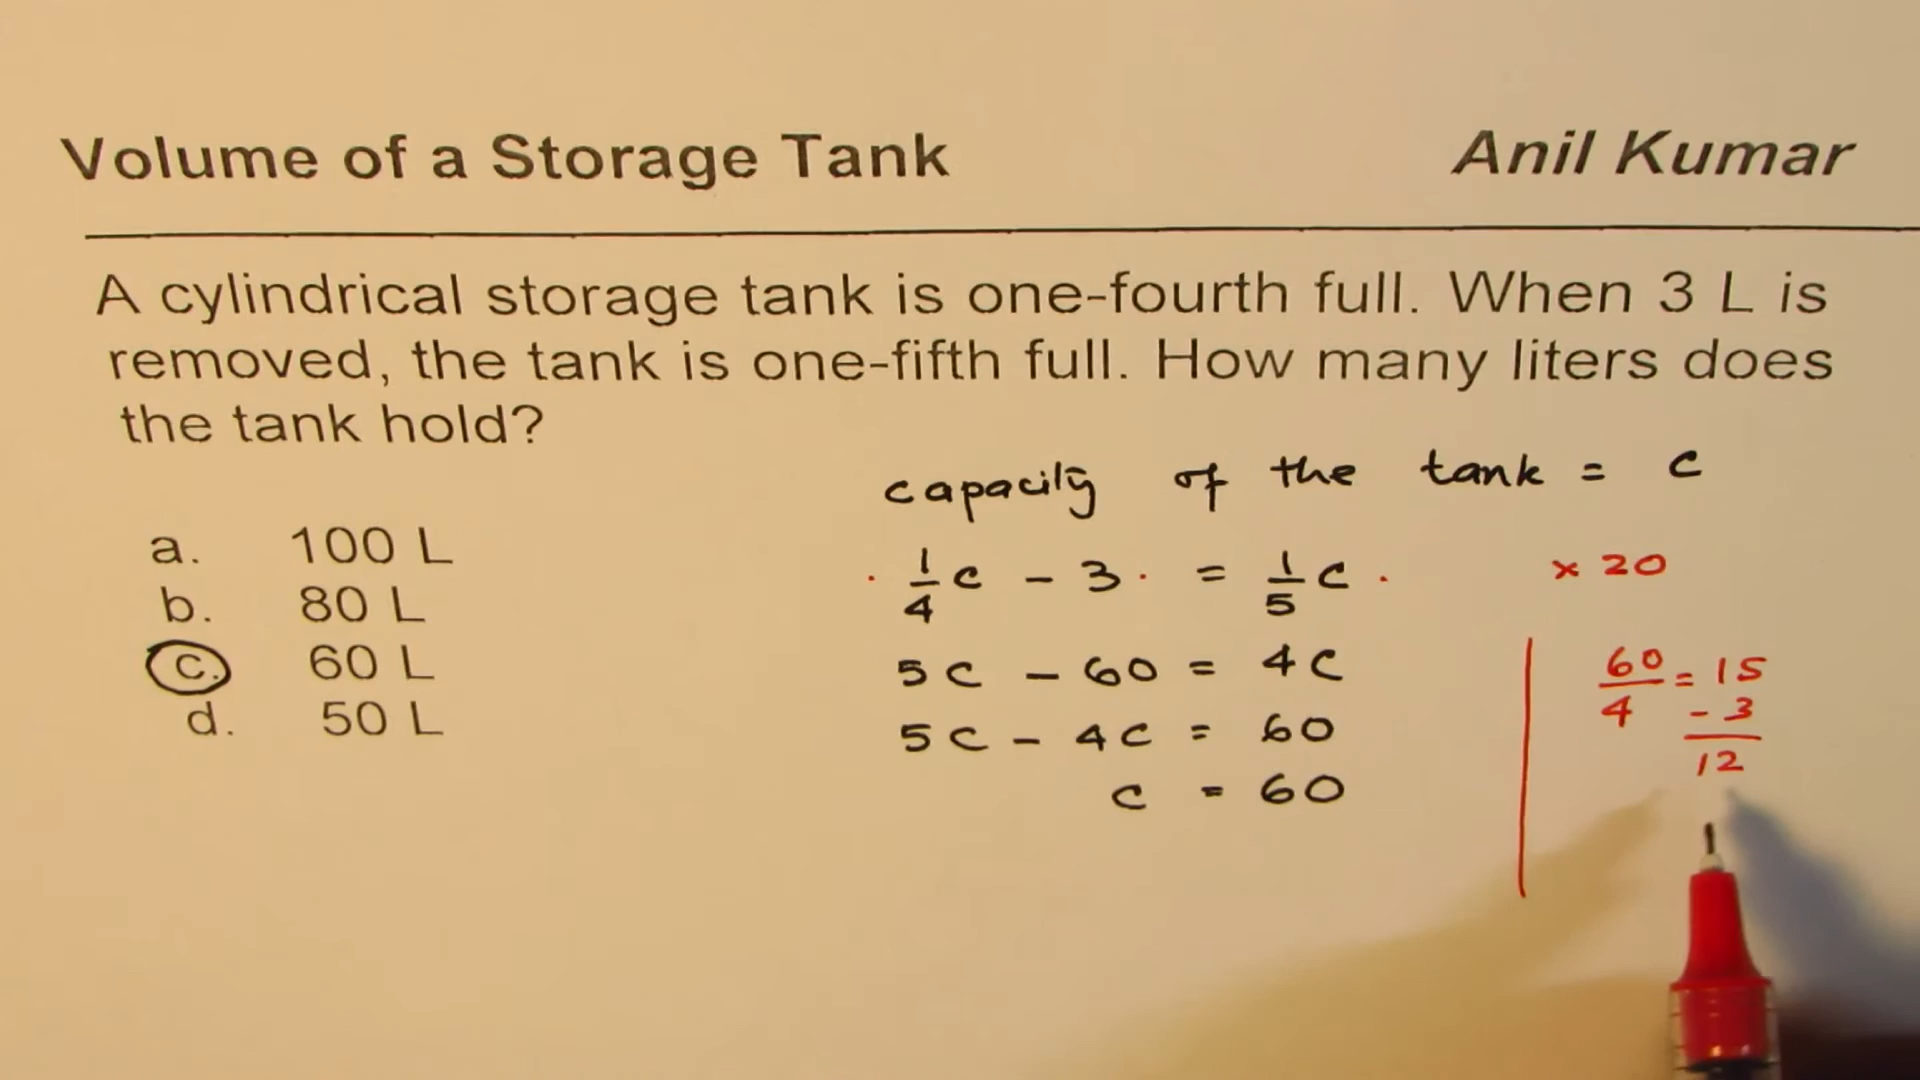 Volume of a Storage Tank
Anil Kumar
A cylindrical storage tank is one-fourth full. When 3 L is
removed, the tank is one-fifth full. How many liters does
the tank hold?
a. 100 L
b. 80 L
c. 60 L
d. 50 L
capacity of the tank = c
1/4 c - 3 = 1/5 c
5c - 60 = 4c
5c - 4c = 60
c = 60
× 20
60/4 = 15
- 3
12